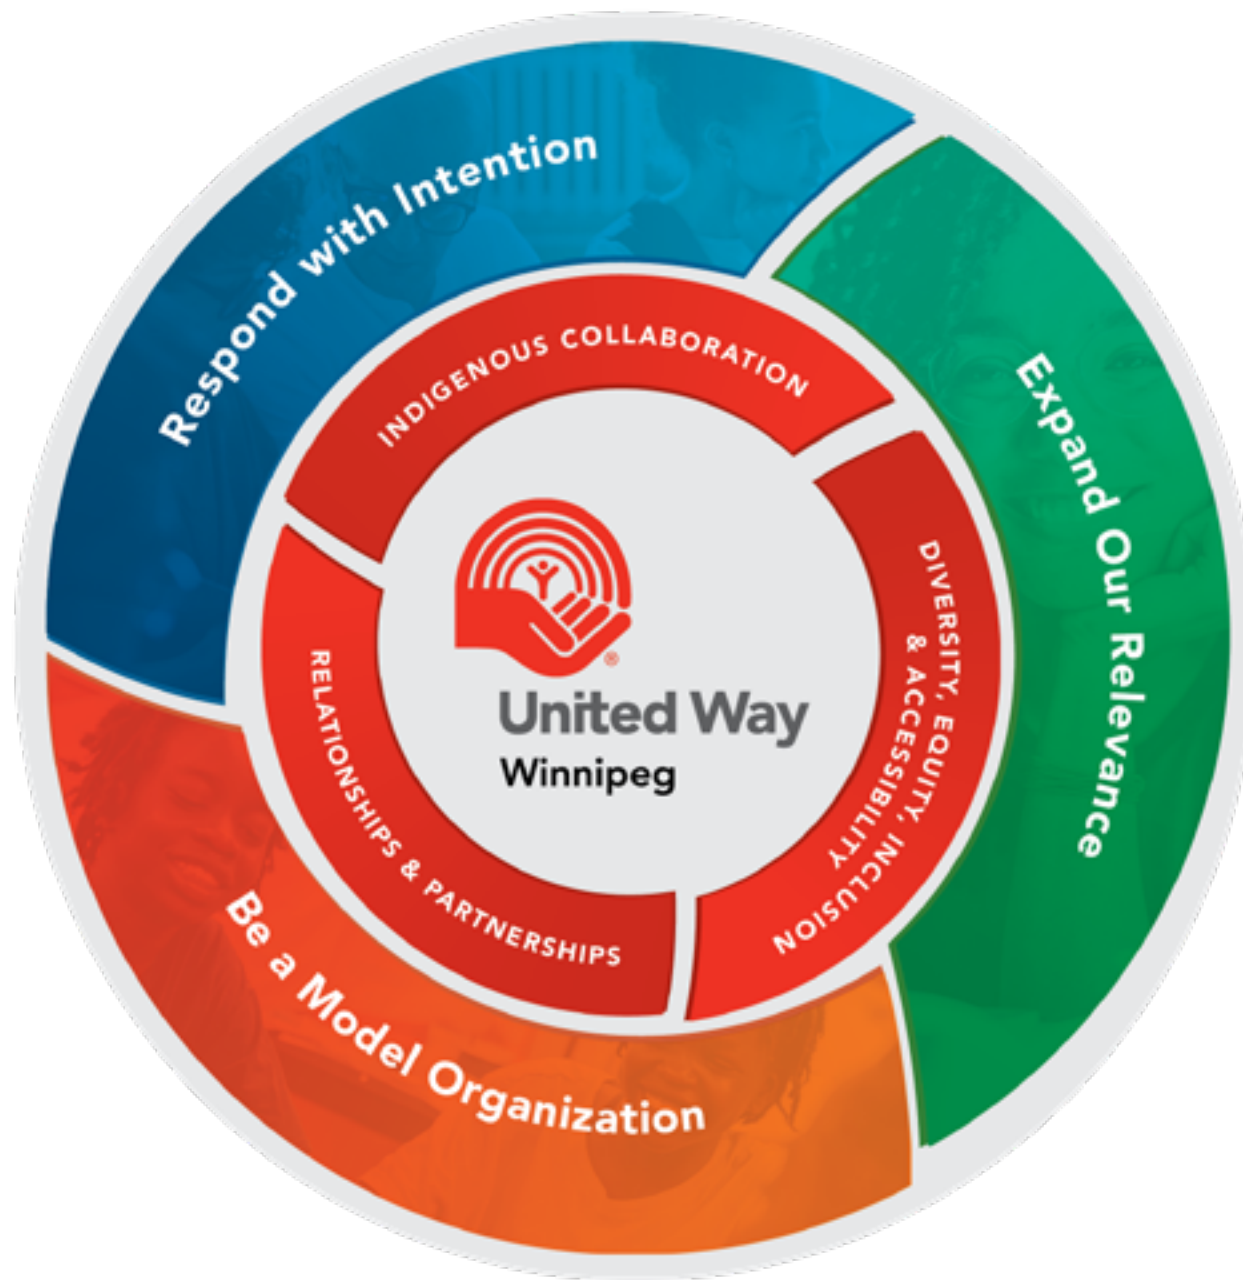 Respond with Intention
Expand Our Relevance
Be a Model Organization
INDIGENOUS COLLABORATION
DIVERSITY, EQUITY, INCLUSION
& ACCESSIBILITY
RELATIONSHIPS & PARTNERSHIPS
®
United Way
Winnipeg